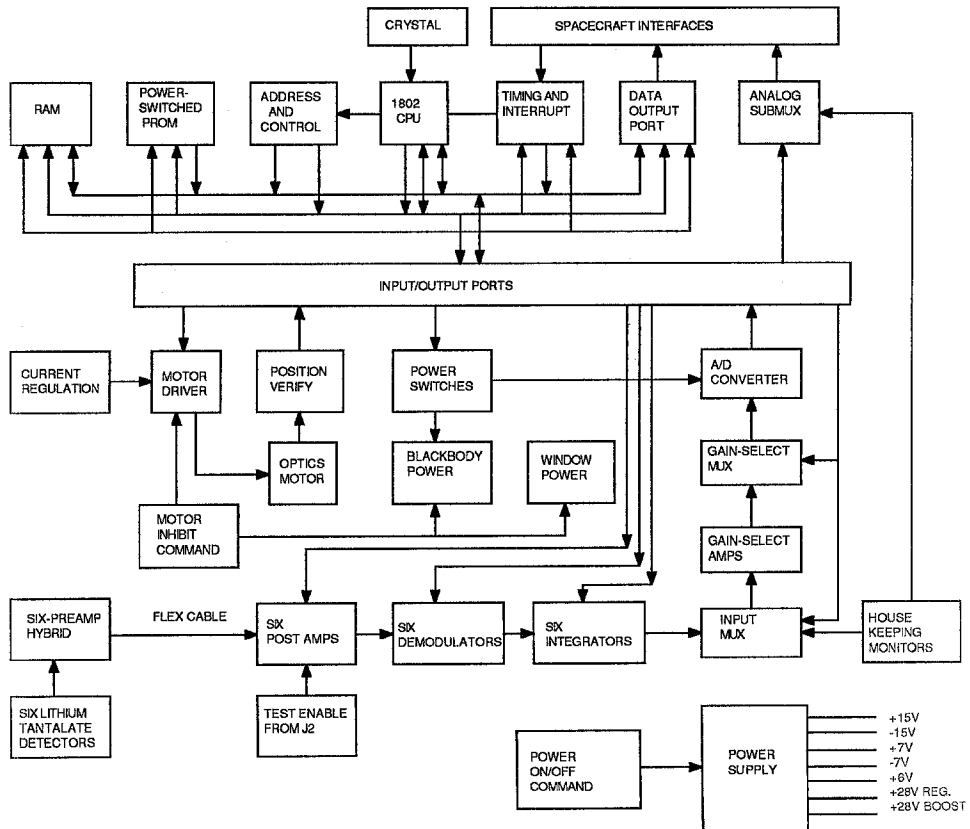 CRYSTAL
SPACECRAFT INTERFACES
RAM
POWER-
SWITCHED
PROM
ADDRESS
AND
CONTROL
1802
CPU
TIMING AND
INTERRUPT
DATA
OUTPUT
PORT
ANALOG
SUBMUX
INPUT/OUTPUT PORTS
CURRENT
REGULATION
MOTOR
DRIVER
POSITION
VERIFY
POWER
SWITCHES
A/D
CONVERTER
OPTICS
MOTOR
BLACKBODY
POWER
WINDOW
POWER
GAIN-SELECT
MUX
MOTOR
INHIBIT
COMMAND
GAIN-SELECT
AMPS
SIX-PREAMP
HYBRID
FLEX CABLE
SIX
POST AMPS
SIX
DEMODULATORS
SIX
INTEGRATORS
INPUT
MUX
HOUSE
KEEPING
MONITORS
SIX LITHIUM
TANTALATE
DETECTORS
TEST ENABLE
FROM J2
POWER
ON/OFF
COMMAND
POWER
SUPPLY
+15V
-15V
+7V
-7V
+6V
+28V REG.
+28V BOOST